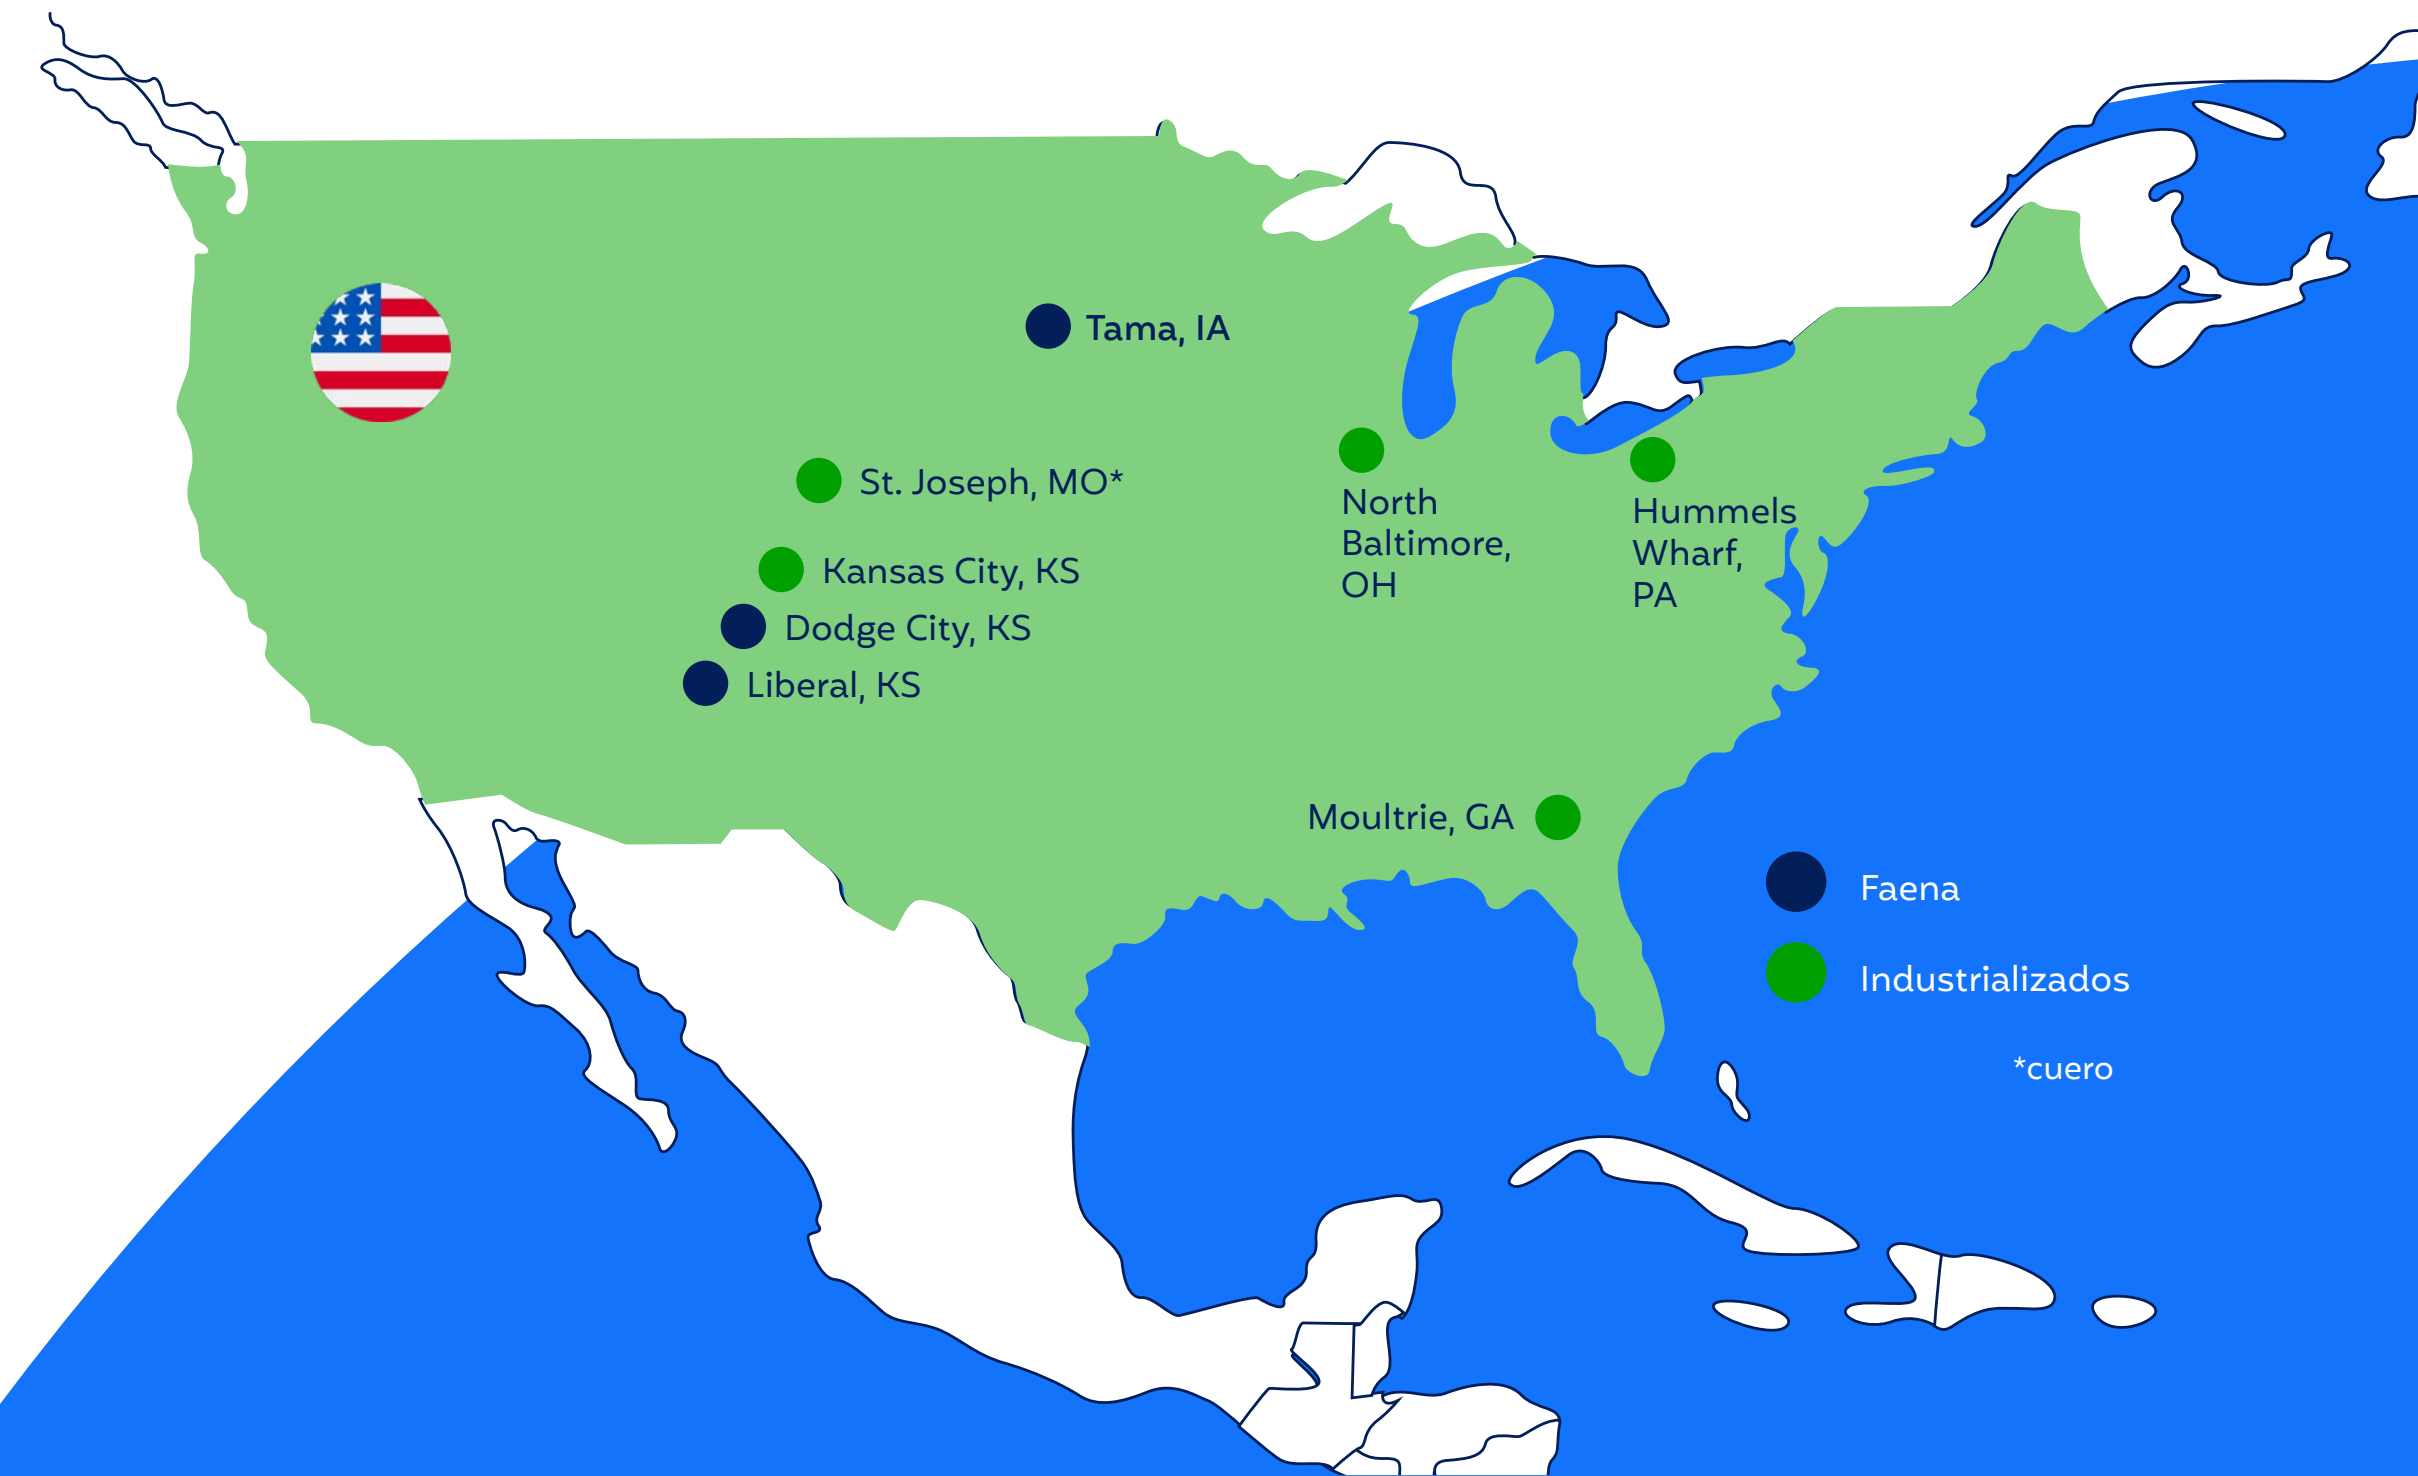 Tama, IA
St. Joseph, MO*
North
Baltimore,
OH
Hummels
Wharf,
PA
Kansas City, KS
Dodge City, KS
Liberal, KS
Moultrie, GA
Faena
Industrializados
*cuero